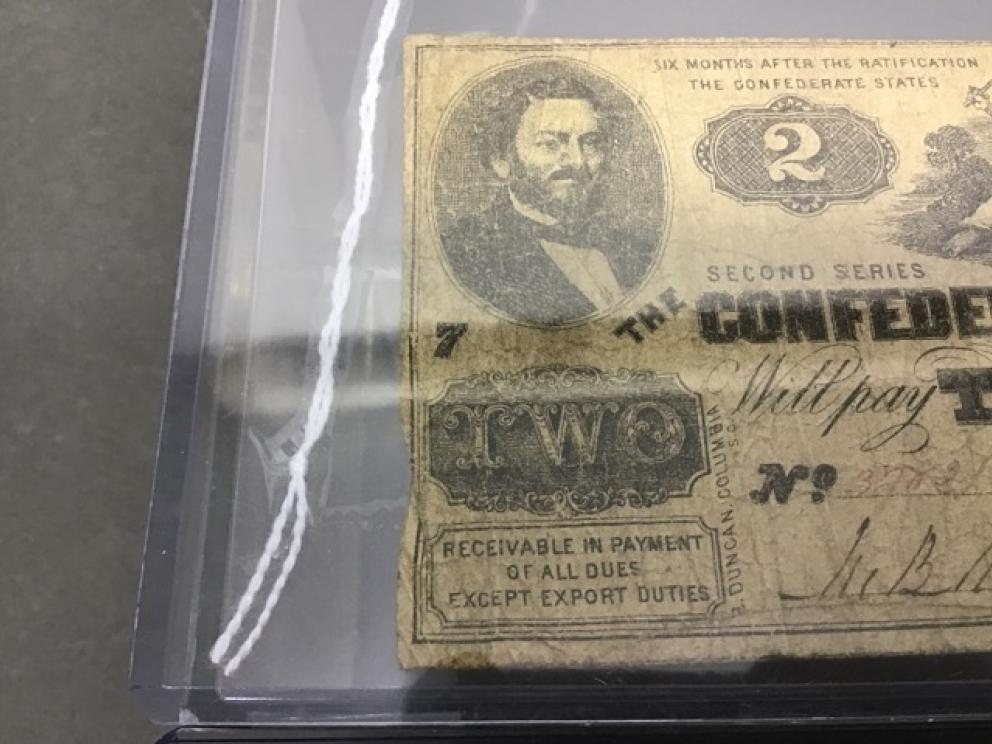 SIX MONTHS AFTER THE RATIFICATION
THE CONFEDERATE STATES
2
SECOND SERIES
THE CONFEDE
7
Will pay T
TWO
No
B. DUNCAN. COLUMBIA S.C.
RECEIVABLE IN PAYMENT
OF ALL DUES
EXCEPT EXPORT DUTIES